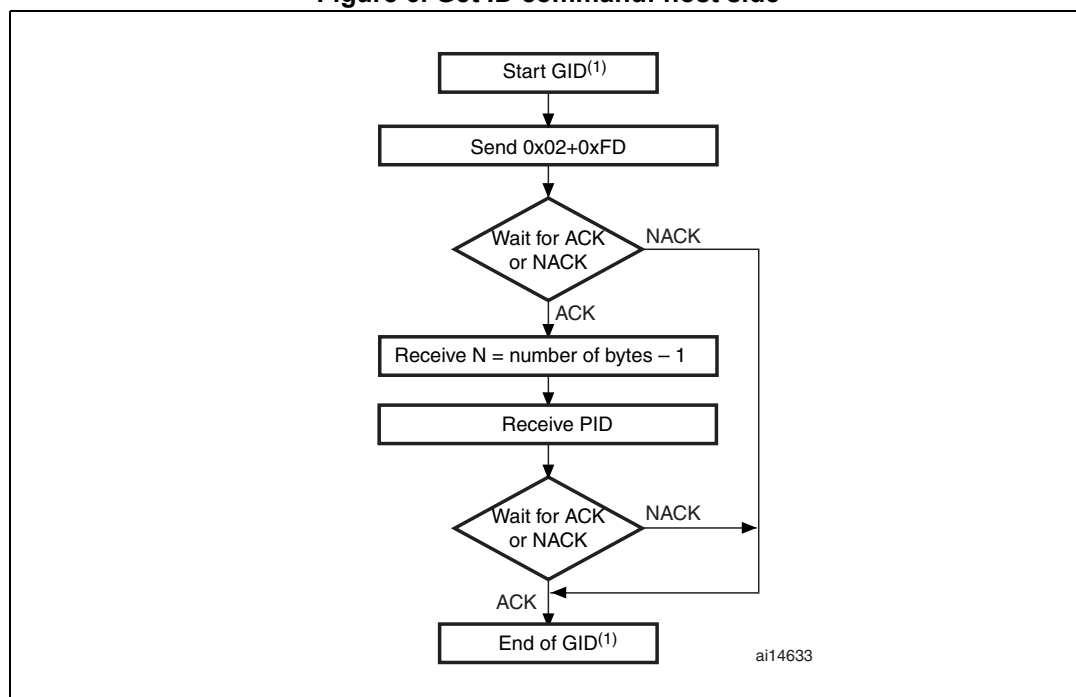 Figure Get ID command: host side
Start GID(1)
Send 0x02+0xFD
Wait for ACK
or NACK
NACK
ACK
Receive N = number of bytes – 1
Receive PID
Wait for ACK
or NACK
NACK
ACK
End of GID(1)
ai14633